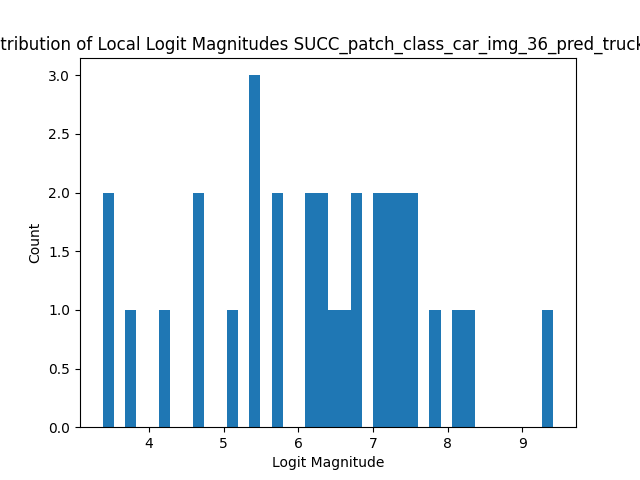 tribution of Local Logit Magnitudes SUCC_patch_class_car_img_36_pred_truck
3.0
2.5
2.0
1.5
1.0
0.5
0.0
Count
4 5 6 7 8 9
Logit Magnitude